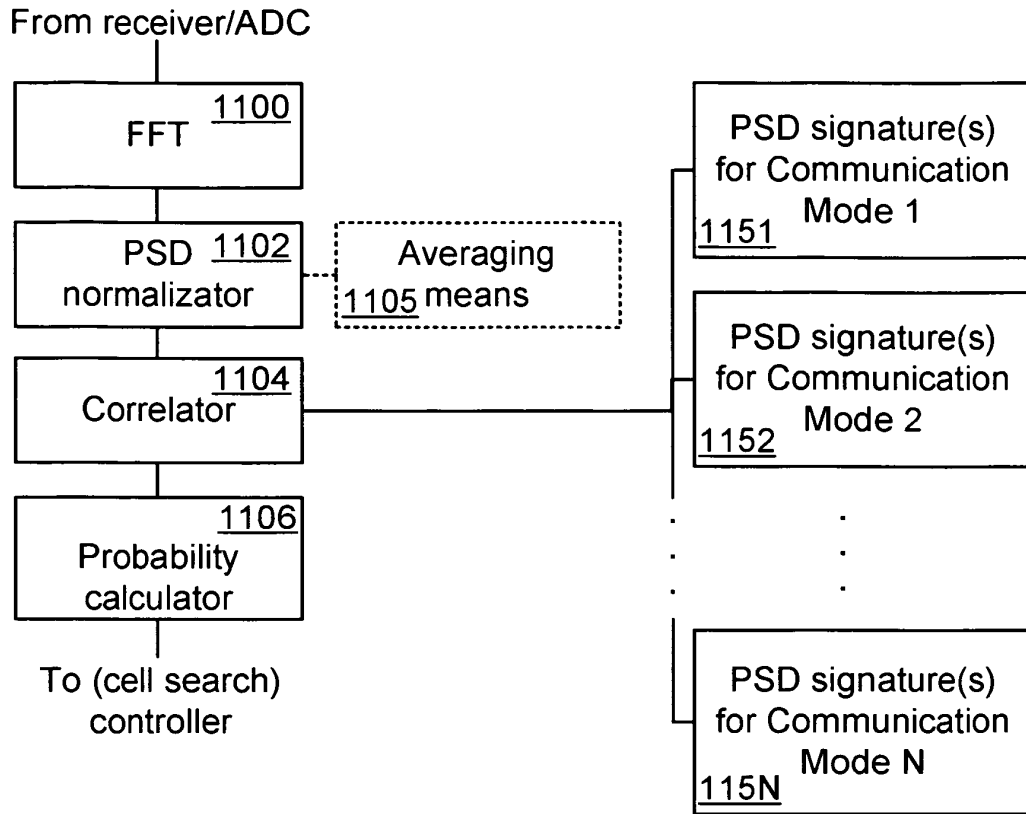 From receiver/ADC
1100
FFT
1102
PSD
normalizator
Averaging
1105 means
1104
Correlator
1106
Probability
calculator
To (cell search)
controller
PSD signature(s)
for Communication
Mode 1
1151
PSD signature(s)
for Communication
Mode 2
1152
PSD signature(s)
for Communication
Mode N
115N